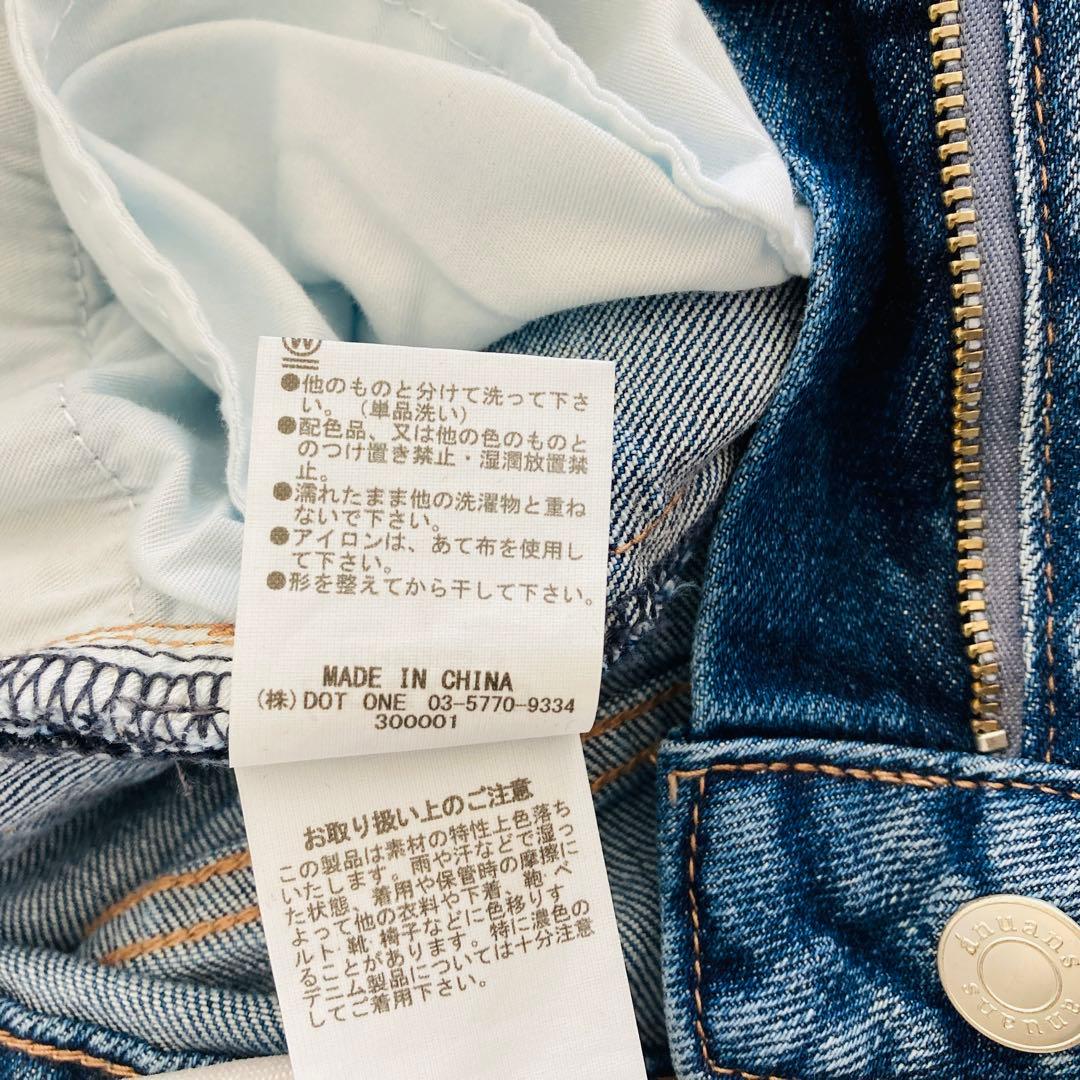 W
●他のものと分けて洗って下さ
い。(単品洗い)
●配色品、又は他の色のものと
のつけ置き禁止・湿潤放置禁
止。
●濡れたまま他の洗濯物と重ね
ないで下さい。
●アイロンは、あて布を使用し
て下さい。
●形を整えてから干して下さい。
MADE IN CHINA
(株)DOT ONE 03-5770-9334
300001
お取り扱い上のご注意
この製品は素材の特性上色落ち
いたします。雨や汗などで湿っ
た状態、着用や保管時の摩擦に
よって他の衣料や下着、鞄、ベ
ルト、靴、椅子などに色移りす
ることがあります。特に濃色の
デニム製品については十分注意
してご着用下さい。
dnuans
dnuans